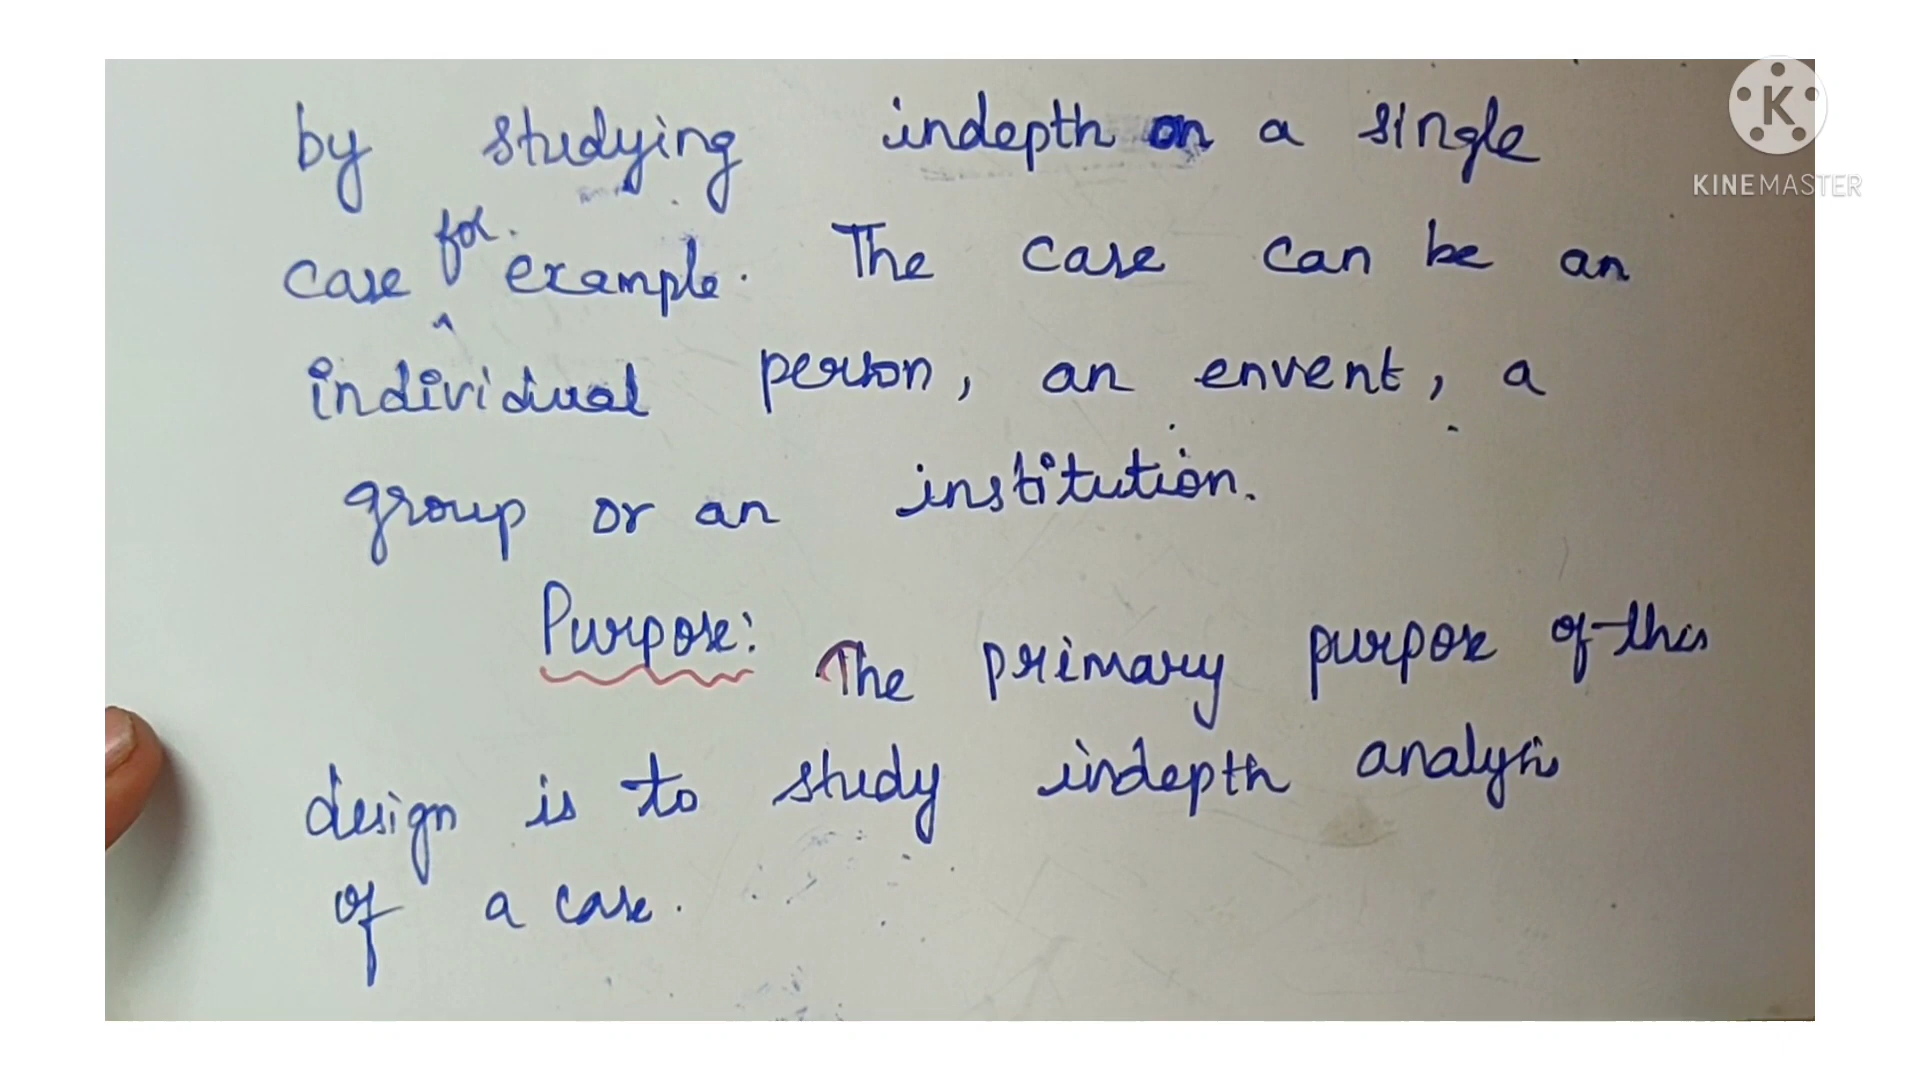 by studying indepth on a single
case for example. The case can be an
individual person, an envent, a
group or an institution.
Purpose: The primary purpose of this
design is to study indepth analysis
of a case.
K
KINEMASTER